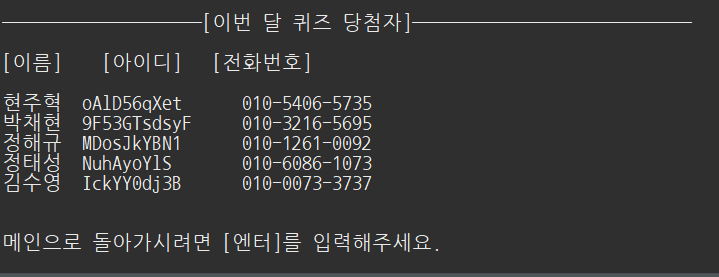 [이번 달 퀴즈 당첨자]
[이름] [아이디] [전화번호]
현주혁 oAlD56qXet 010-5406-5735
박채현 9F53GTsdsyF 010-3216-5695
정해규 MDosJkYBN1 010-1261-0092
정태성 NuhAyoYlS 010-6086-1073
김수영 IckYY0dj3B 010-0073-3737
메인으로 돌아가시려면 [엔터]를 입력해주세요.